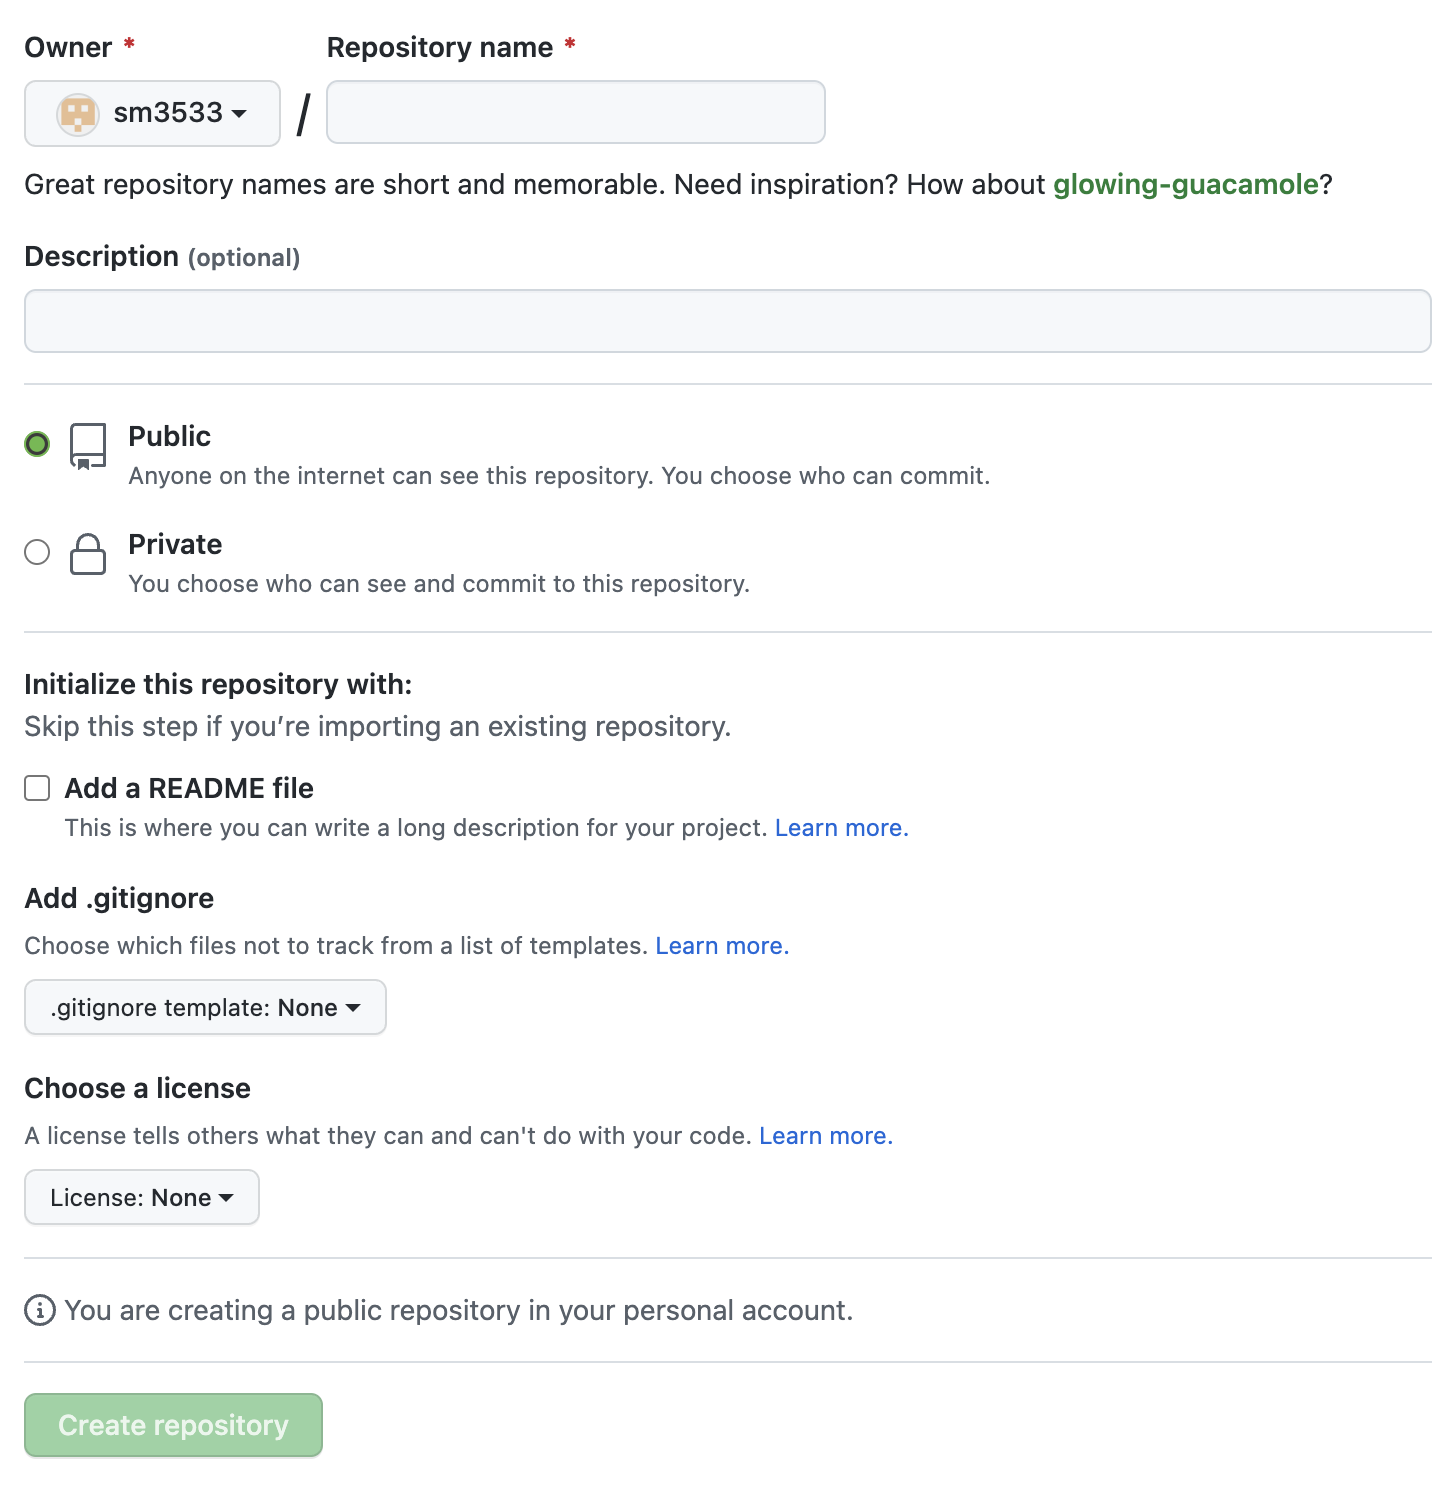 Owner * Repository name *
sm3533 /
Great repository names are short and memorable. Need inspiration? How about glowing-guacamole?
Description (optional)
Public
Anyone on the internet can see this repository. You choose who can commit.
Private
You choose who can see and commit to this repository.
Initialize this repository with:
Skip this step if you’re importing an existing repository.
Add a README file
This is where you can write a long description for your project. Learn more.
Add .gitignore
Choose which files not to track from a list of templates. Learn more.
.gitignore template: None
Choose a license
A license tells others what they can and can't do with your code. Learn more.
License: None
You are creating a public repository in your personal account.
Create repository